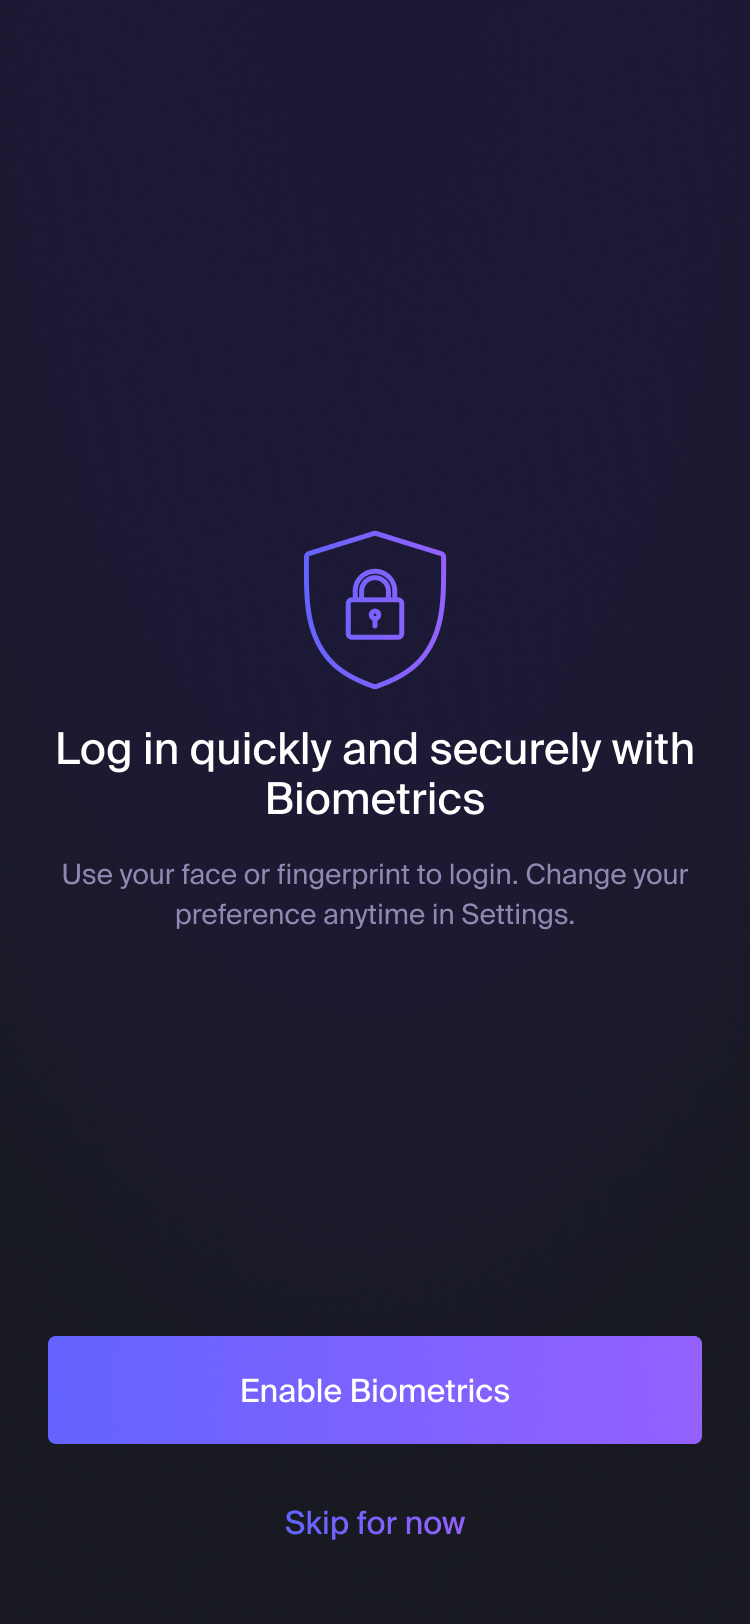 Log in quickly and securely with
Biometrics
Use your face or fingerprint to login. Change your
preference anytime in Settings.
Enable Biometrics
Skip for now